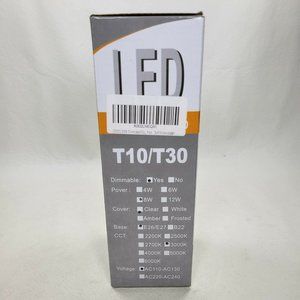 LED
T10/T30
Dimmable: Yes No
Power: 4W 6W
8W 12W
Cover: Clear White
Amber Frosted
Base: E26/E27 B22
CCT: 2200K 2500K
2700K 3000K
4000K 5000K
6000K
Voltage: AC110-AC130
AC220-AC240